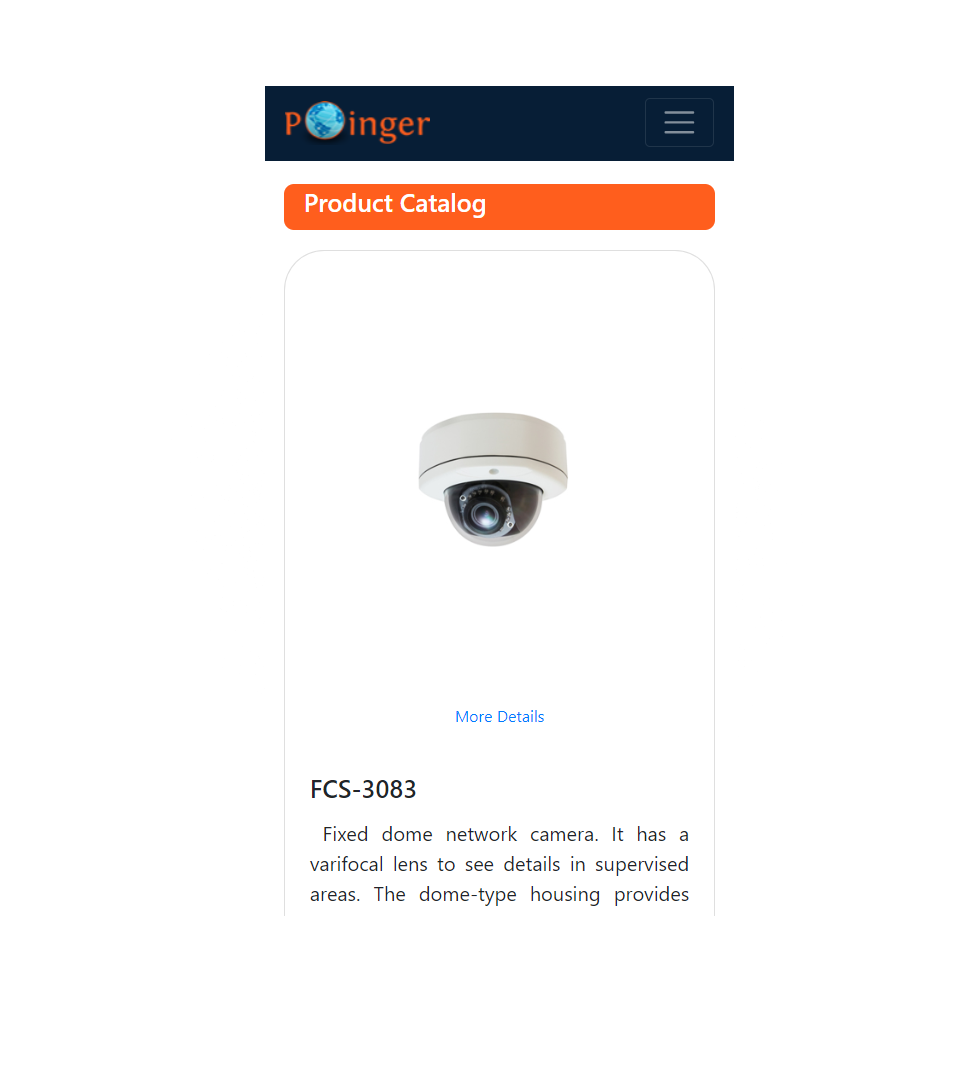 Poinger
Product Catalog
More Details
FCS-3083
Fixed dome network camera. It has a
varifocal lens to see details in supervised
areas. The dome-type housing provides